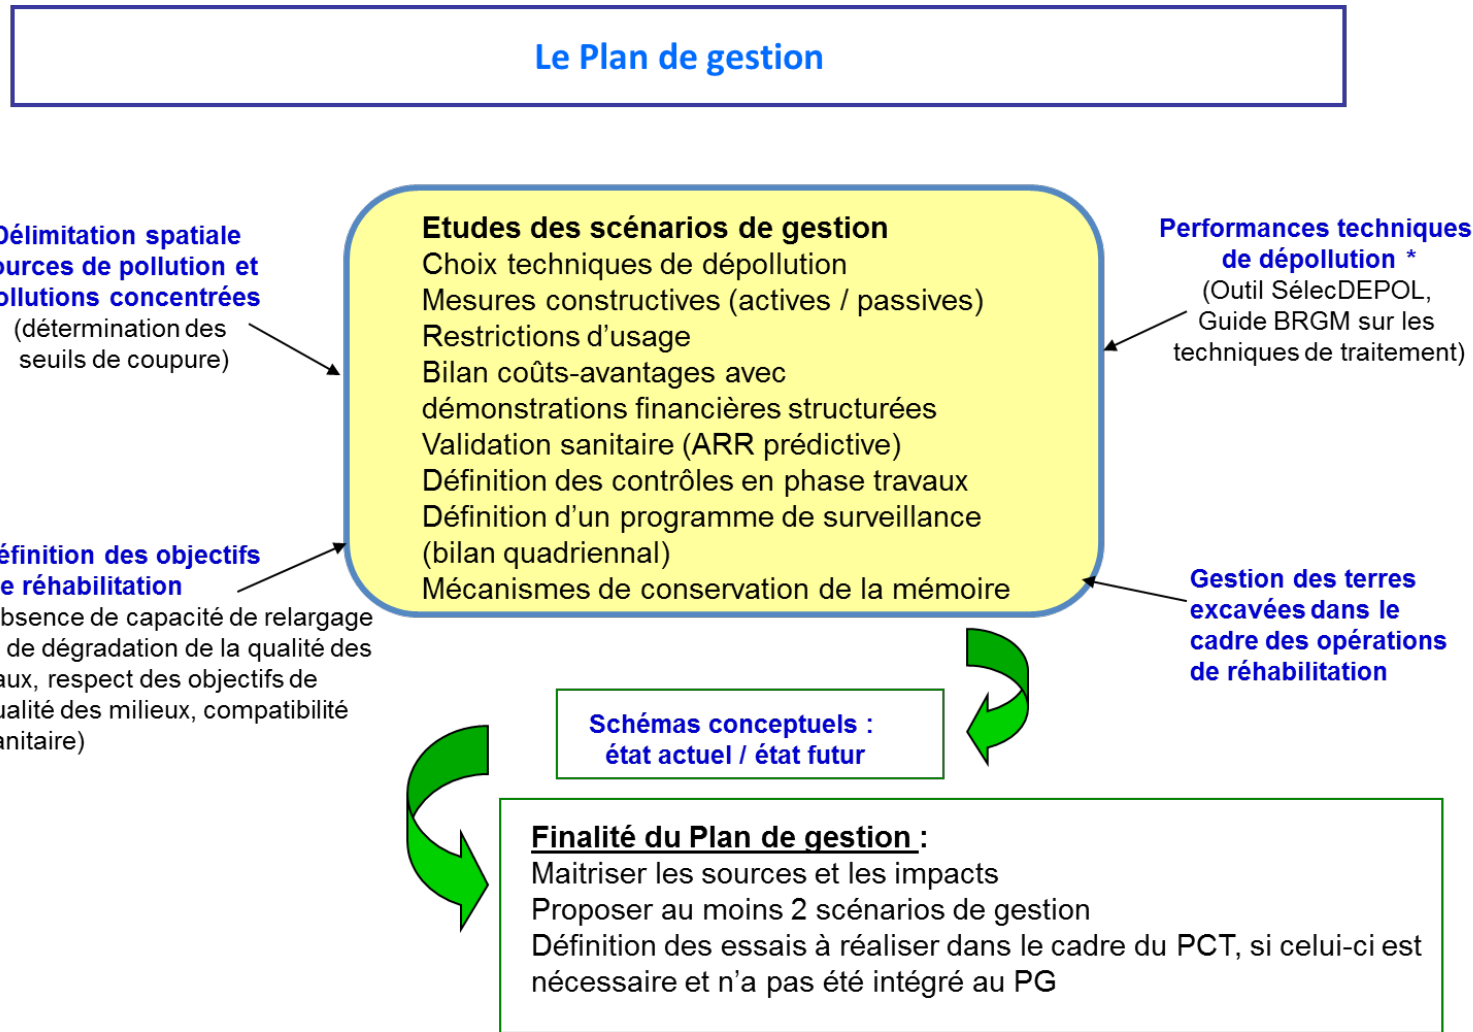 Le Plan de gestion
Délimitation spatiale
ources de pollution et
ollutions concentrées
(détermination des
seuils de coupure)
Etudes des scénarios de gestion
Choix techniques de dépollution
Mesures constructives (actives / passives)
Restrictions d’usage
Bilan coûts-avantages avec
démonstrations financières structurées
Validation sanitaire (ARR prédictive)
Définition des contrôles en phase travaux
Définition d’un programme de surveillance
(bilan quadriennal)
Mécanismes de conservation de la mémoire
Performances techniques
de dépollution *
(Outil SélecDEPOL,
Guide BRGM sur les
techniques de traitement)
éfinition des objectifs
e réhabilitation
bsence de capacité de relargage
de dégradation de la qualité des
aux, respect des objectifs de
ualité des milieux, compatibilité
anitaire)
Gestion des terres
excavées dans le
cadre des opérations
de réhabilitation
Schémas conceptuels :
état actuel / état futur
Finalité du Plan de gestion :
Maitriser les sources et les impacts
Proposer au moins 2 scénarios de gestion
Définition des essais à réaliser dans le cadre du PCT, si celui-ci est
nécessaire et n’a pas été intégré au PG